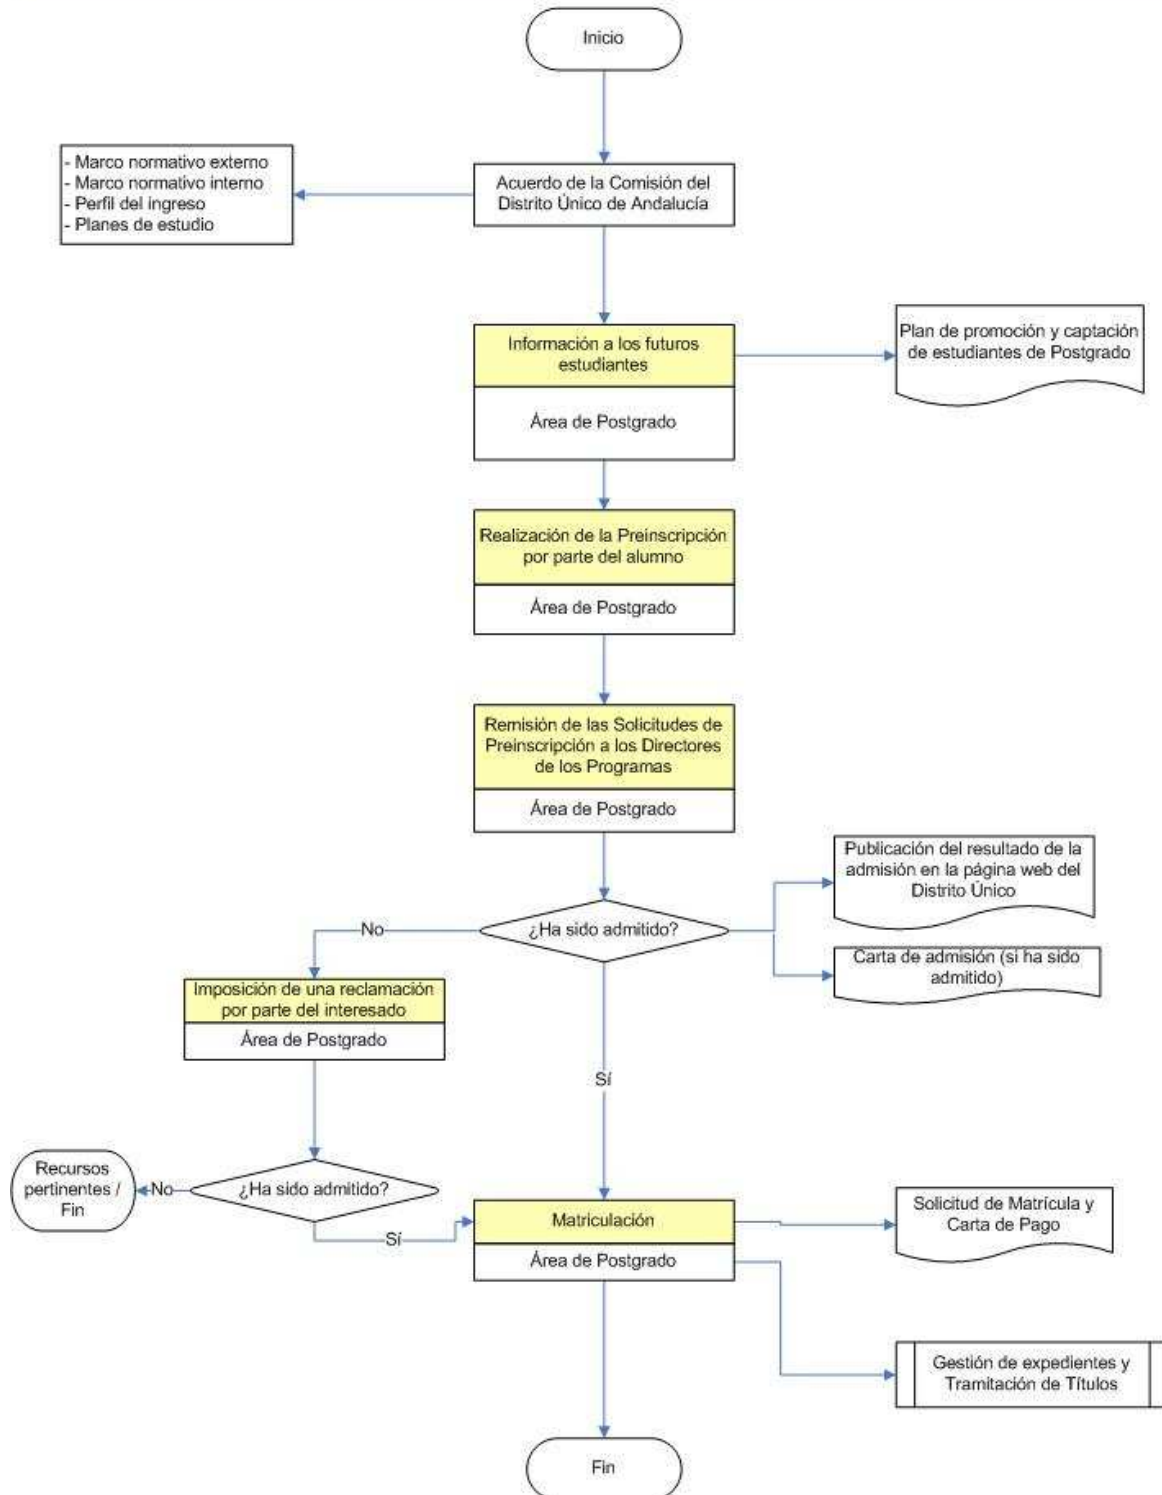 Inicio
- Marco normativo externo
- Marco normativo interno
- Perfil del ingreso
- Planes de estudio
Acuerdo de la Comisión del
Distrito Único de Andalucía
Información a los futuros
estudiantes
Área de Postgrado
Plan de promoción y captación
de estudiantes de Postgrado
Realización de la Preinscripción
por parte del alumno
Área de Postgrado
Remisión de las Solicitudes de
Preinscripción a los Directores
de los Programas
Área de Postgrado
Publicación del resultado de la
admisión en la página web del
Distrito Único
¿Ha sido admitido?
No
Carta de admisión (si ha sido
admitido)
Imposición de una reclamación
por parte del interesado
Área de Postgrado
Sí
Recursos
pertinentes /
Fin
No
¿Ha sido admitido?
Sí
Matriculación
Área de Postgrado
Solicitud de Matrícula y
Carta de Pago
Gestión de expedientes y
Tramitación de Títulos
Fin